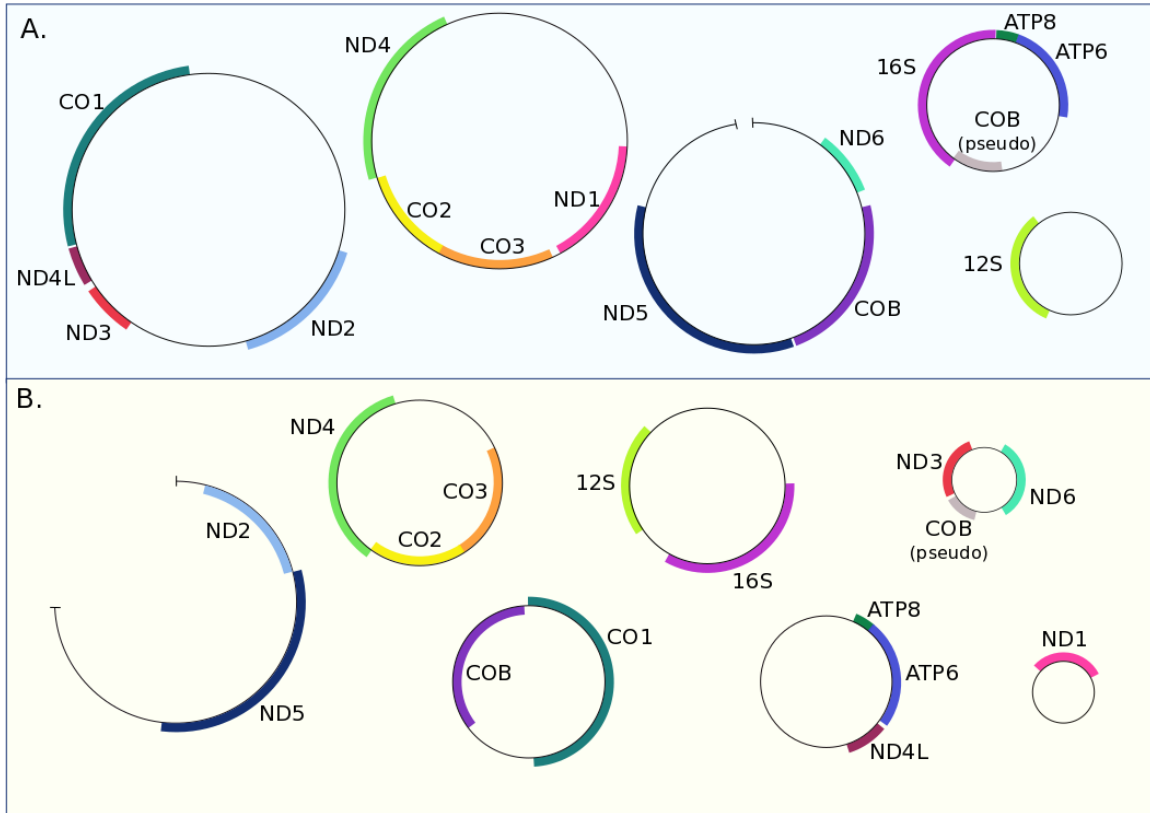 A.
CO1
ND4L
ND3
ND2
ND4
CO2
CO3
ND1
ND6
ND5
COB
ATP8
ATP6
16S
COB
(pseudo)
12S
B.
ND2
ND5
ND4
CO3
CO2
12S
16S
ND3
ND6
COB
(pseudo)
COB
CO1
ATP8
ATP6
ND4L
ND1